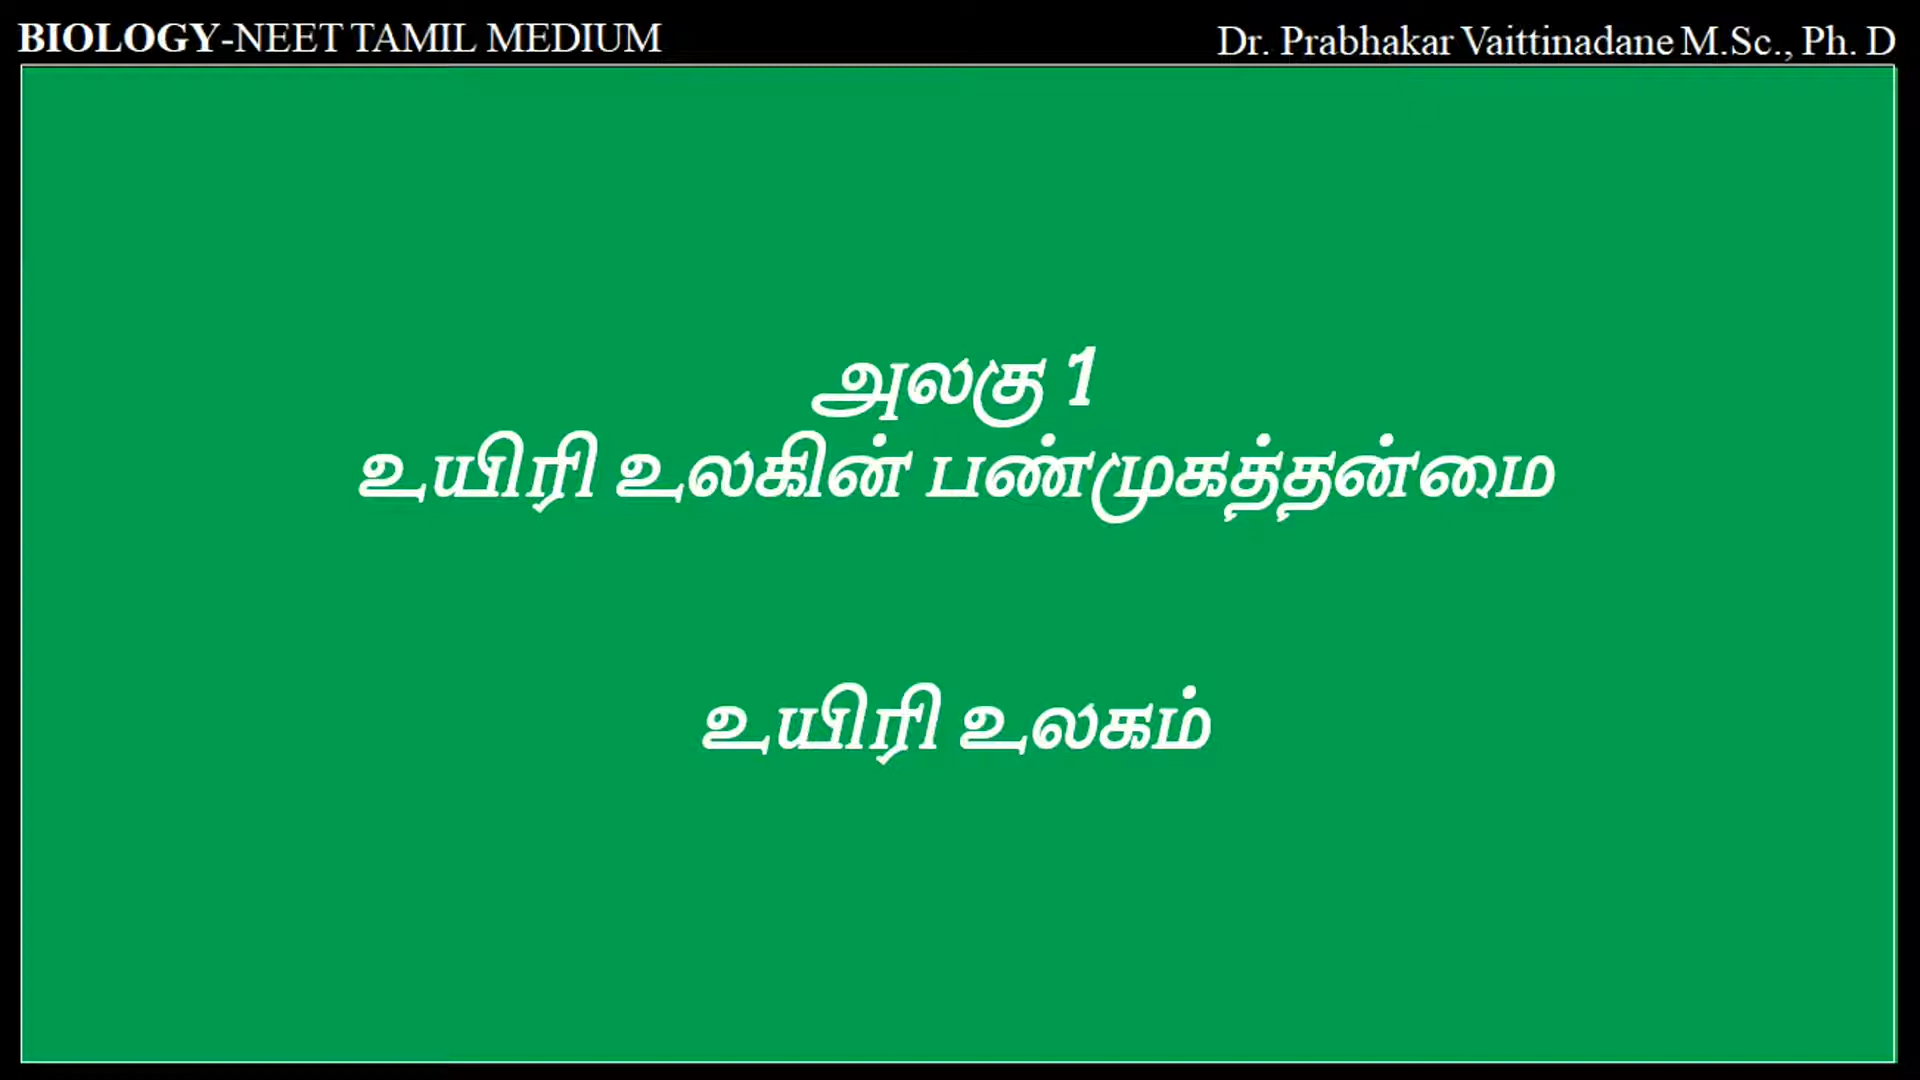 BIOLOGY-NEET TAMIL MEDIUM
Dr. Prabhakar Vaittinadane M.Sc., Ph. D
அலகு 1
உயிரி உலகின் பண்முகத்தன்மை
உயிரி உலகம்